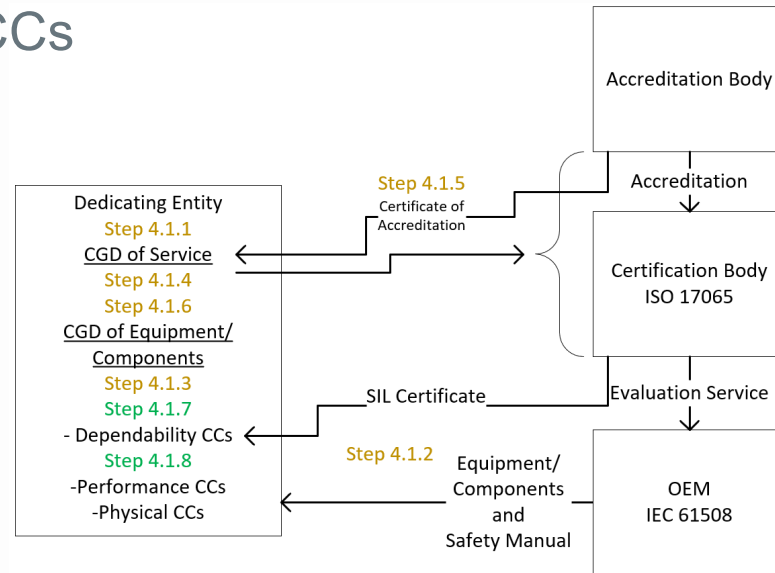 CCs
Accreditation Body
Accreditation
Step 4.1.5
Certificate of
Accreditation
Certification Body
ISO 17065
Dedicating Entity
Step 4.1.1
CGD of Service
Step 4.1.4
Step 4.1.6
CGD of Equipment/
Components
Step 4.1.3
Step 4.1.7
- Dependability CCs
Step 4.1.8
-Performance CCs
-Physical CCs
SIL Certificate
Evaluation Service
Step 4.1.2
Equipment/
Components
and
Safety Manual
OEM
IEC 61508